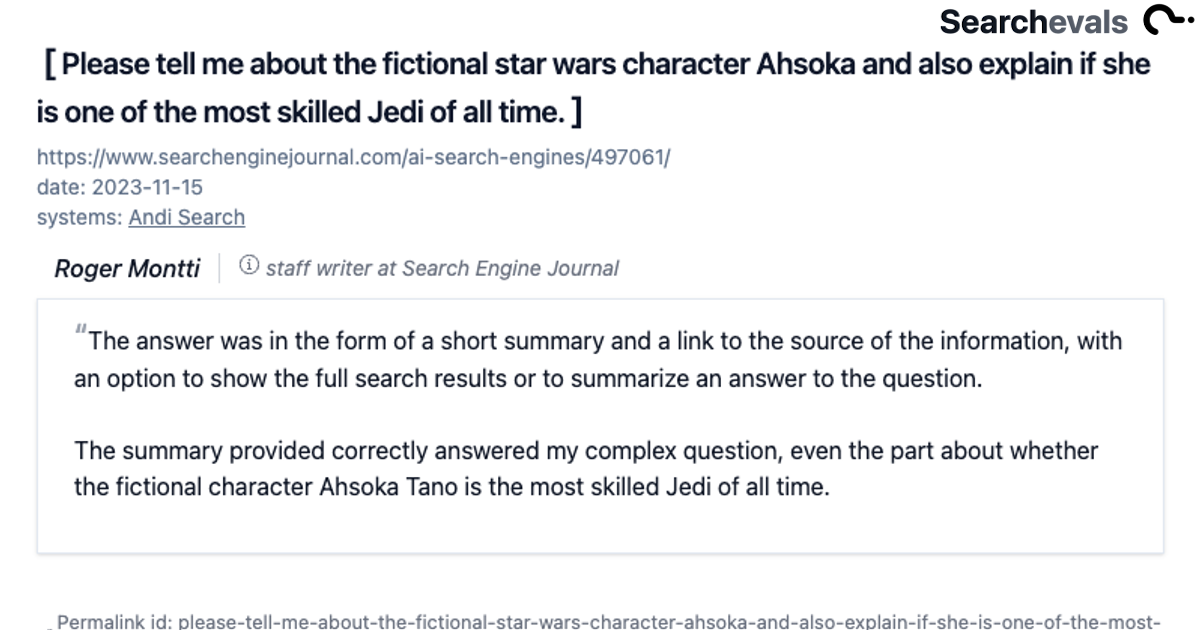 Searchevals
[ Please tell me about the fictional star wars character Ahsoka and also explain if she
is one of the most skilled Jedi of all time. ]
https://www.searchenginejournal.com/ai-search-engines/497061/
date: 2023-11-15
systems: Andi Search
Roger Montti | ⓘ staff writer at Search Engine Journal
"The answer was in the form of a short summary and a link to the source of the information, with
an option to show the full search results or to summarize an answer to the question.
The summary provided correctly answered my complex question, even the part about whether
the fictional character Ahsoka Tano is the most skilled Jedi of all time.
Permalink id: please-tell-me-about-the-fictional-star-wars-character-ahsoka-and-also-explain-if-she-is-one-of-the-most-